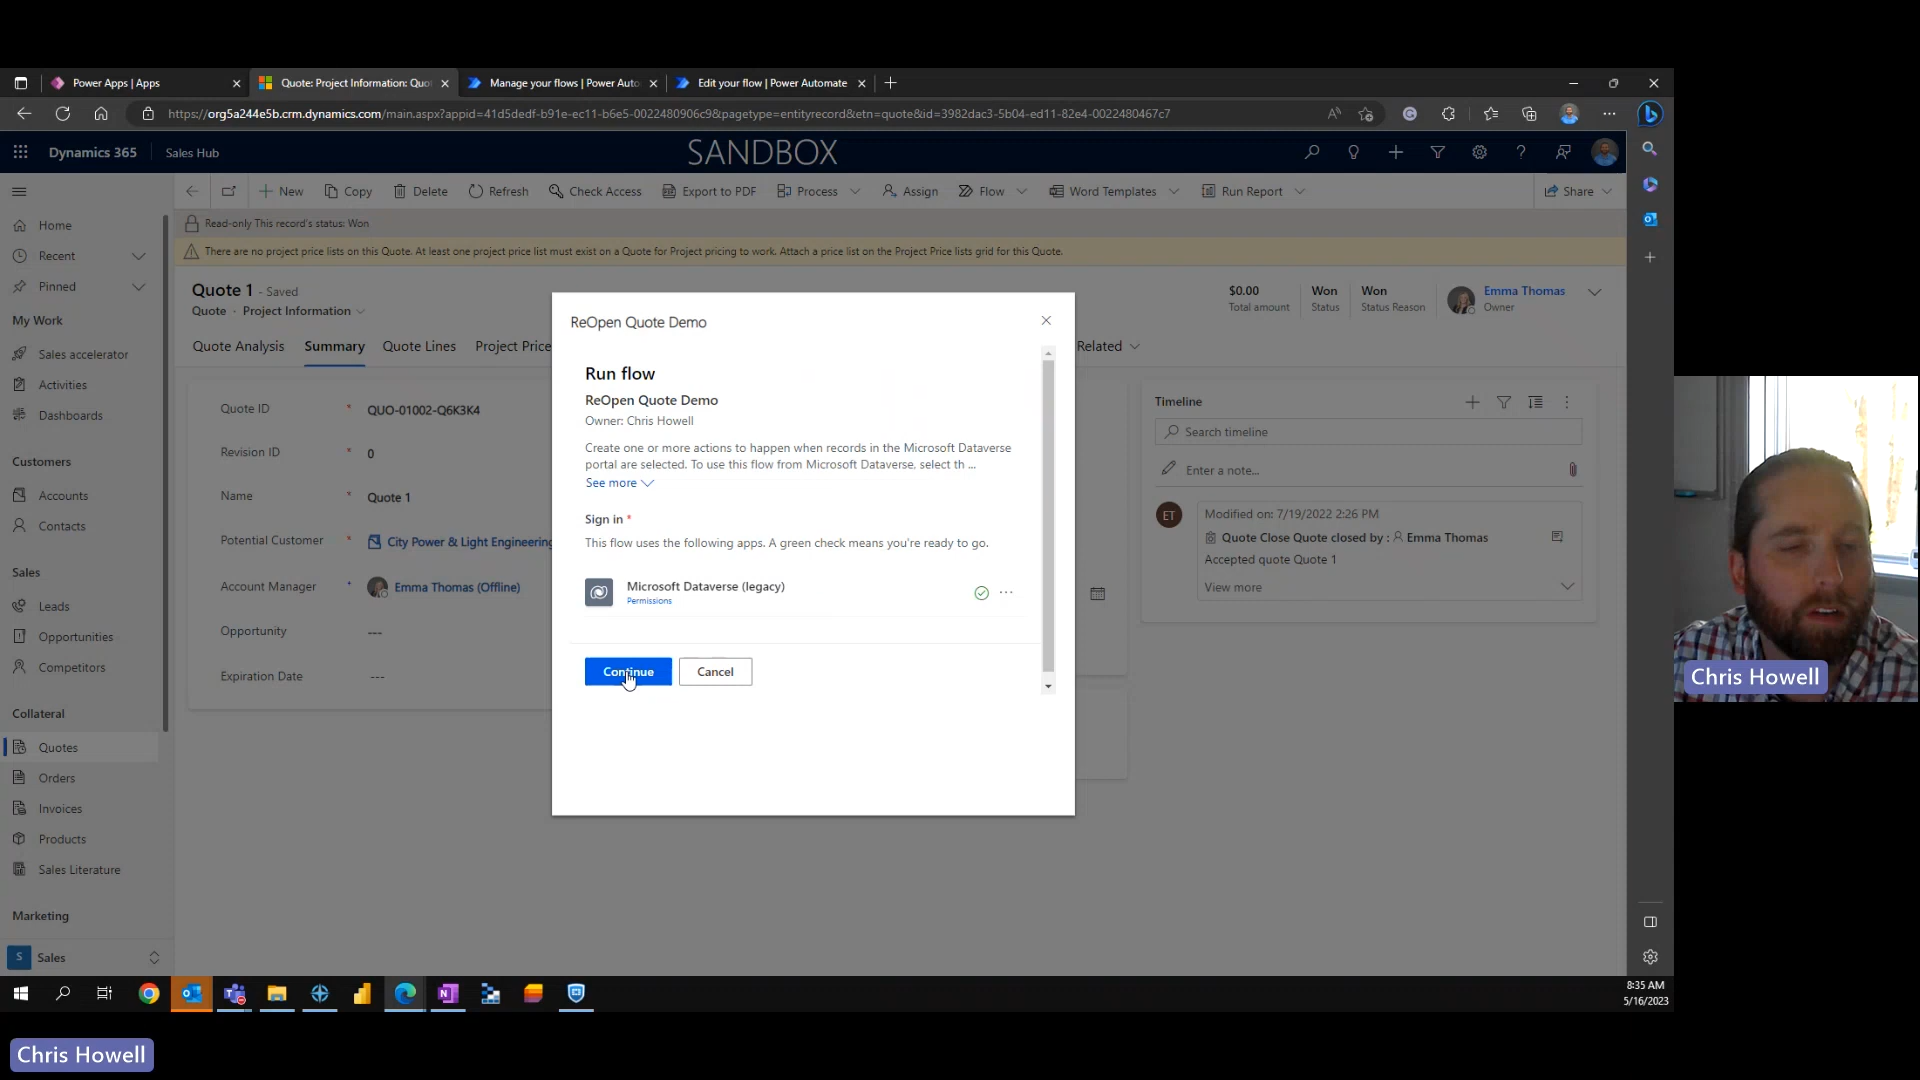 Power Apps | Apps
Quote: Project Information: Quo
Manage your flows | Power Auto
Edit your flow | Power Automate
https://org5a244e5b.crm.dynamics.com/main.aspx?appid=41d5dedf-b91e-ec11-b6e5-0022480906c9&pagetype=entityrecord&etn=quote&id=3982dac3-5b04-ed11-82e4-0022480467c7
Dynamics 365
Sales Hub
SANDBOX
New
Copy
Delete
Refresh
Check Access
Export to PDF
Process
Assign
Flow
Word Templates
Run Report
Share
Read-only This record's status: Won
There are no project price lists on this Quote. At least one project price list must exist on a Quote for Project pricing to work. Attach a price list on the Project Price lists grid for this Quote.
Home
Recent
Pinned
My Work
Sales accelerator
Activities
Dashboards
Customers
Accounts
Contacts
Sales
Leads
Opportunities
Competitors
Collateral
Quotes
Orders
Invoices
Products
Sales Literature
Marketing
S
Sales
Quote 1 - Saved
Quote · Project Information
$0.00
Total amount
Won
Status
Won
Status Reason
Emma Thomas
Owner
Quote Analysis
Summary
Quote Lines
Project Price
Related
Quote ID * QUO-01002-Q6K3K4
Revision ID * 0
Name * Quote 1
Potential Customer * City Power & Light Engineering
Account Manager Emma Thomas (Offline)
Opportunity ---
Expiration Date ---
ReOpen Quote Demo
Run flow
ReOpen Quote Demo
Owner: Chris Howell
Create one or more actions to happen when records in the Microsoft Dataverse
portal are selected. To use this flow from Microsoft Dataverse, select th ...
See more
Sign in *
This flow uses the following apps. A green check means you're ready to go.
Microsoft Dataverse (legacy)
Permissions
Continue
Cancel
Timeline
Search timeline
Enter a note...
ET
Modified on: 7/19/2022 2:26 PM
Quote Close Quote closed by : Emma Thomas
Accepted quote Quote 1
View more
8:35 AM
5/16/2023
Chris Howell
Chris Howell